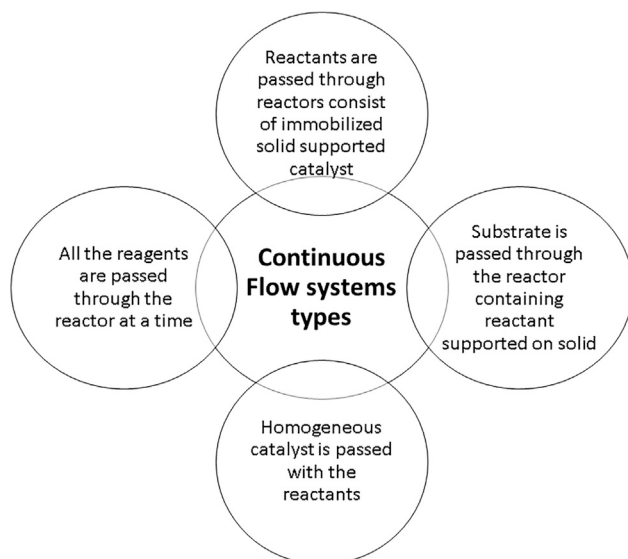 Reactants are
passed through
reactors consist
of immobilized
solid supported
catalyst
All the reagents
are passed
through the
reactor at a time
Continuous
Flow systems
types
Substrate is
passed through
the reactor
containing
reactant
supported on solid
Homogeneous
catalyst is passed
with the
reactants